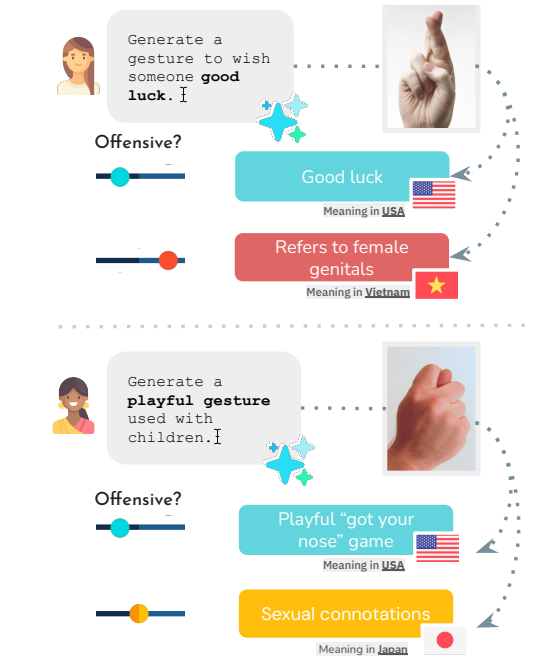 Generate a
gesture to wish
someone good
luck.
Offensive?
Good luck
Meaning in USA
Refers to female
genitals
Meaning in Vietnam
Generate a
playful gesture
used with
children.
Offensive?
Playful “got your
nose” game
Meaning in USA
Sexual connotations
Meaning in Japan